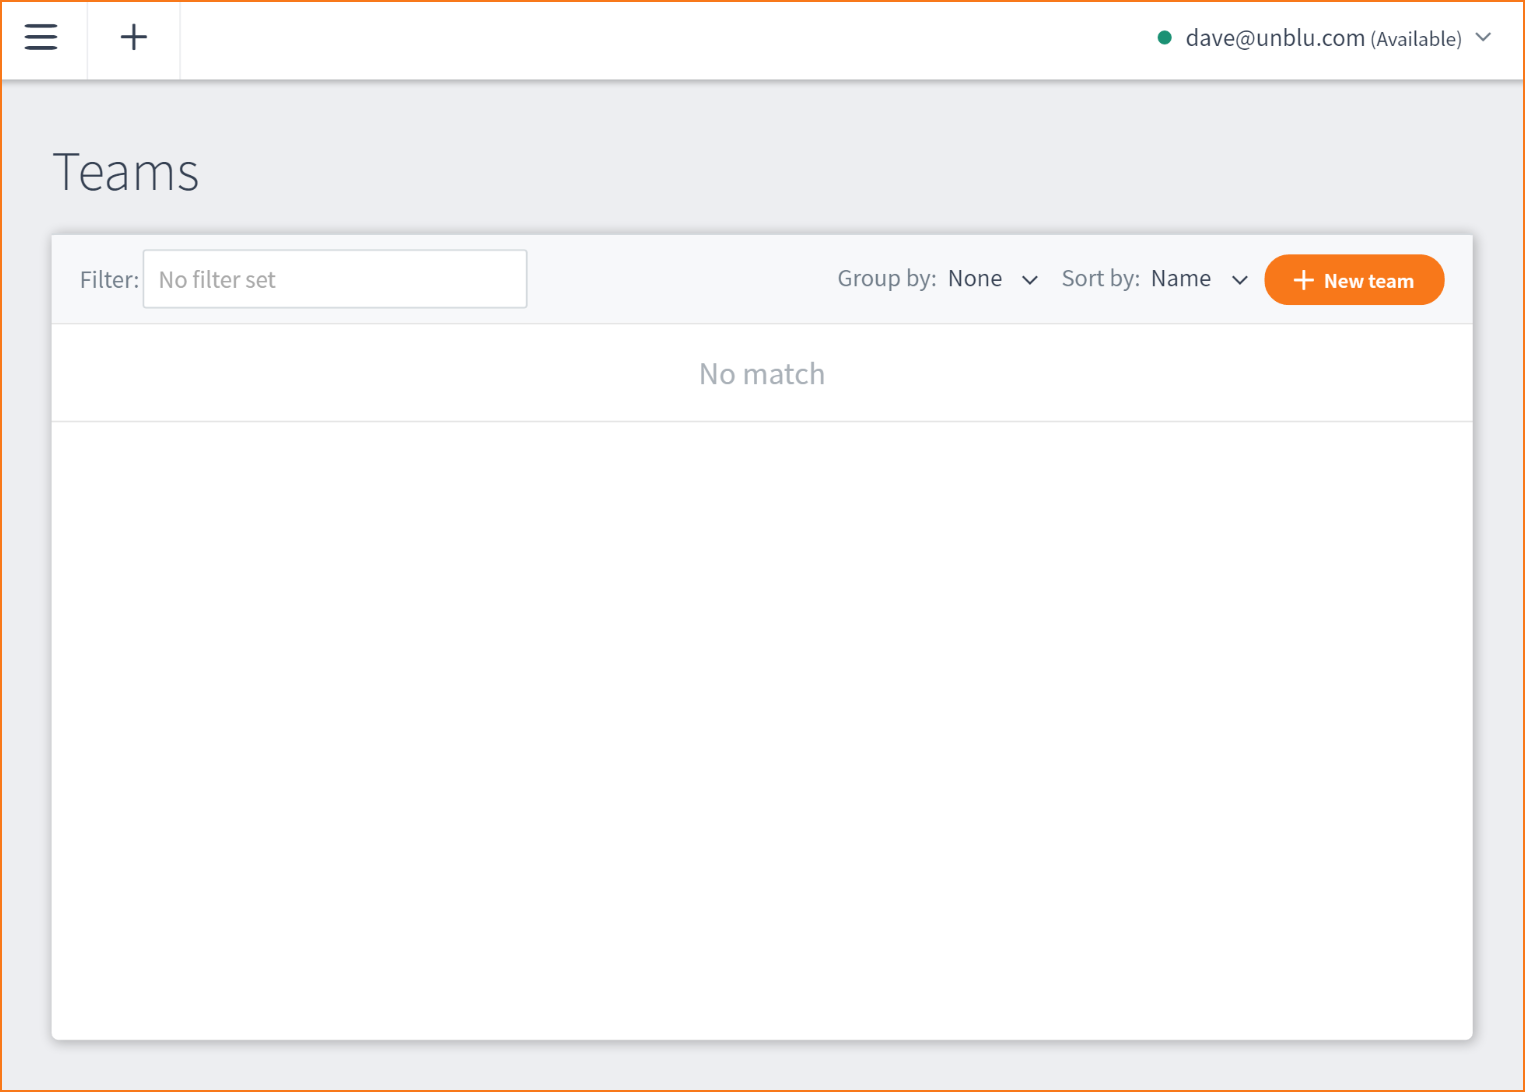 dave@unblu.com (Available)
Teams
Filter: No filter set Group by: None Sort by: Name New team
No match